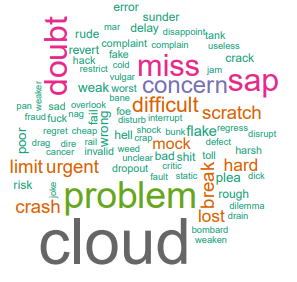 error
sunder
mar delay disappoint
doubt rude tank
complaint complain useless
revert fake miss crack
hack cold
restrict vulgar concern jam sap
weaker weak worst
bane difficult
pan sad overlook foe scratch
fraud fuck nag fail wrong disturb interrupt
regret cheap hell shock bunk flake regress disrupt
poor crap defect
drag dire rail weed mock harsh
cancer invalid unclear bad shit toll
limit urgent critic hard
dropout static break plea dick
risk joke fault
problem rough
crash lost dilemma
drain
cloud bombard
weaken